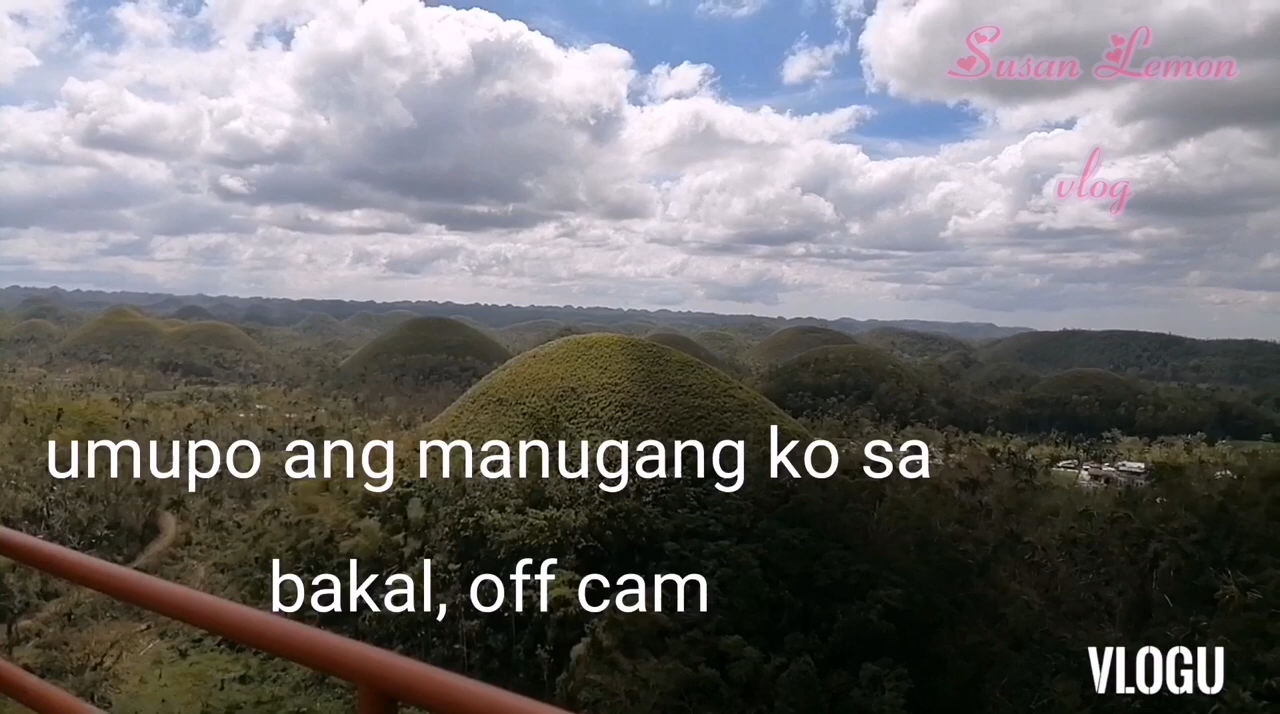 Susan Lemon
vlog
umupo ang manugang ko sa
bakal, off cam
VLOGU